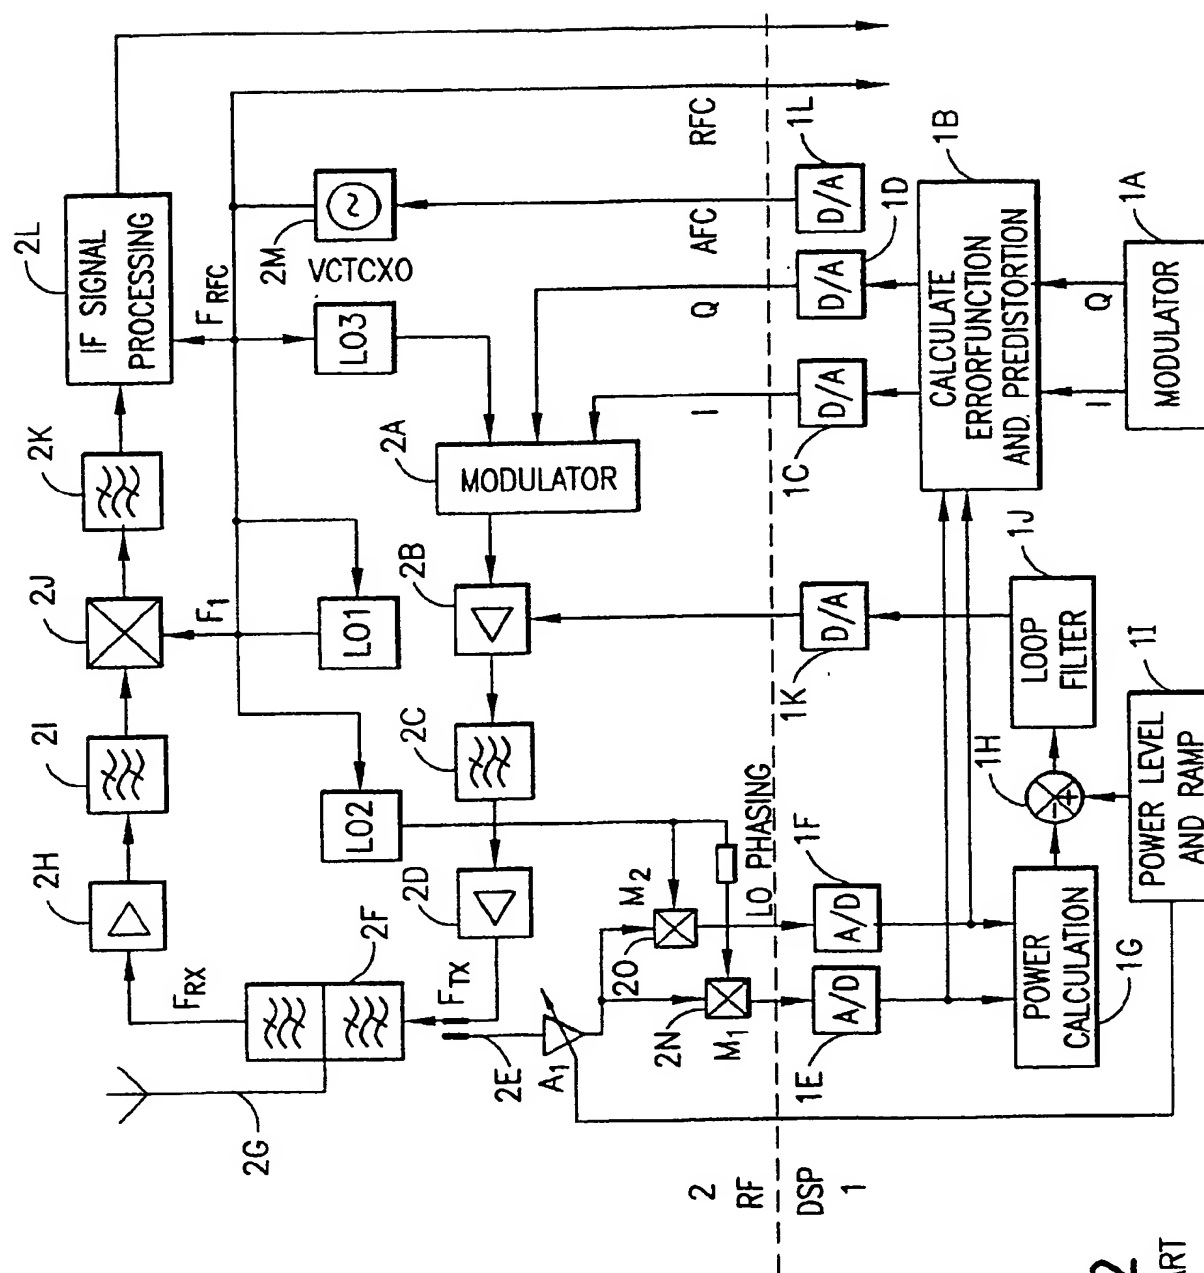 2G
FRX
2H
2I
2J
2K
2L
IF SIGNAL
PROCESSING
F1
FRFC
2F
LO2
LO1
LO3
2M
VCTCXO
2E
FTX
2D
2C
2B
2A
MODULATOR
A1
2O
M2
2N
M1
LO PHASING
I
Q
AFC
RFC
2
RF
DSP
1
1E
A/D
1F
A/D
1K
D/A
1C
D/A
D/A
1D
D/A
1L
1G
POWER
CALCULATION
1H
–
+
1J
LOOP
FILTER
1B
CALCULATE
ERRORFUNCTION
AND. PREDISTORTION
1I
POWER LEVEL
AND RAMP
I
Q
1A
MODULATOR
2
ART